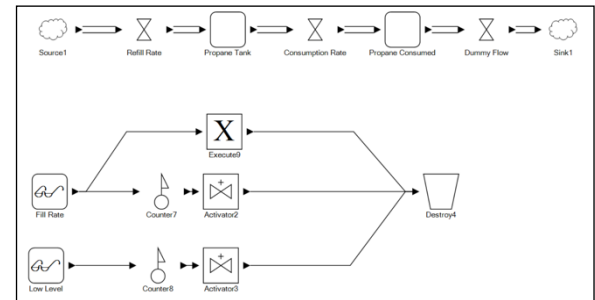 Source1 Refill Rate Propane Tank Consumption Rate Propane Consumed Dummy Flow Sink1
X
Execute9
Fill Rate Counter7 Activator2 Destroy4
Low Level Counter8 Activator3